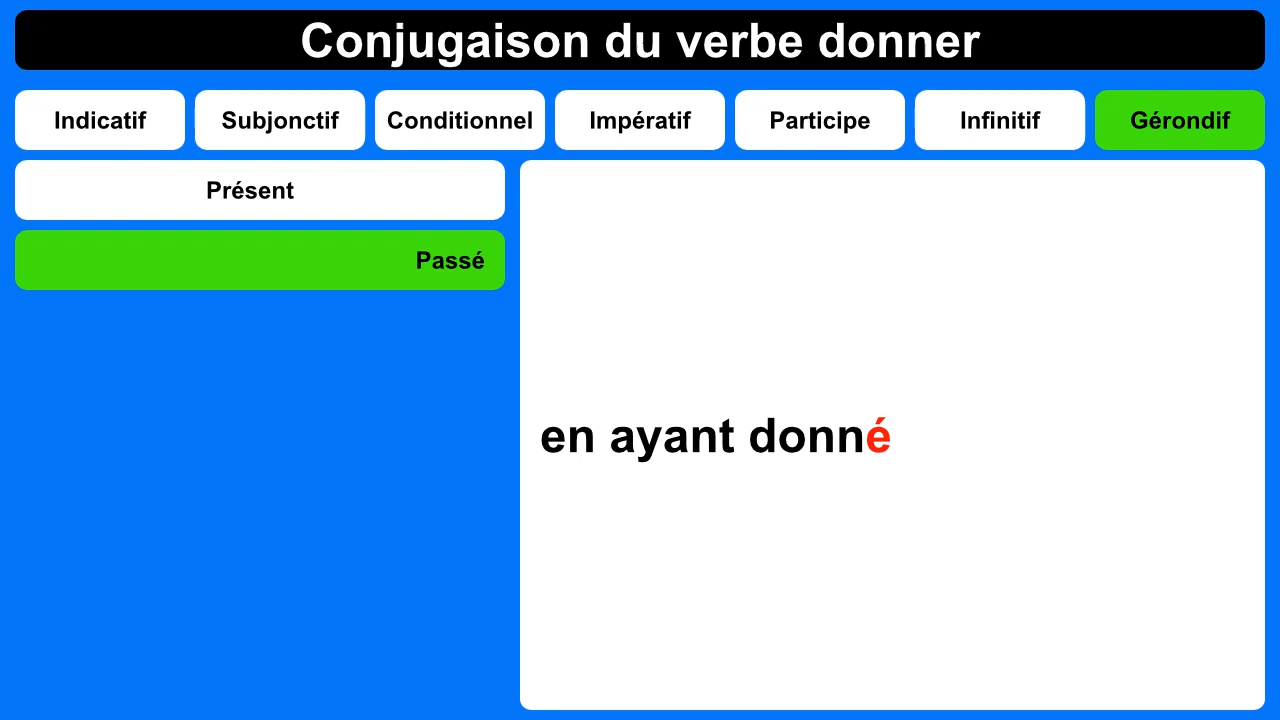 Conjugaison du verbe donner
Indicatif
Subjonctif
Conditionnel
Impératif
Participe
Infinitif
Gérondif
Présent
Passé
en ayant donné